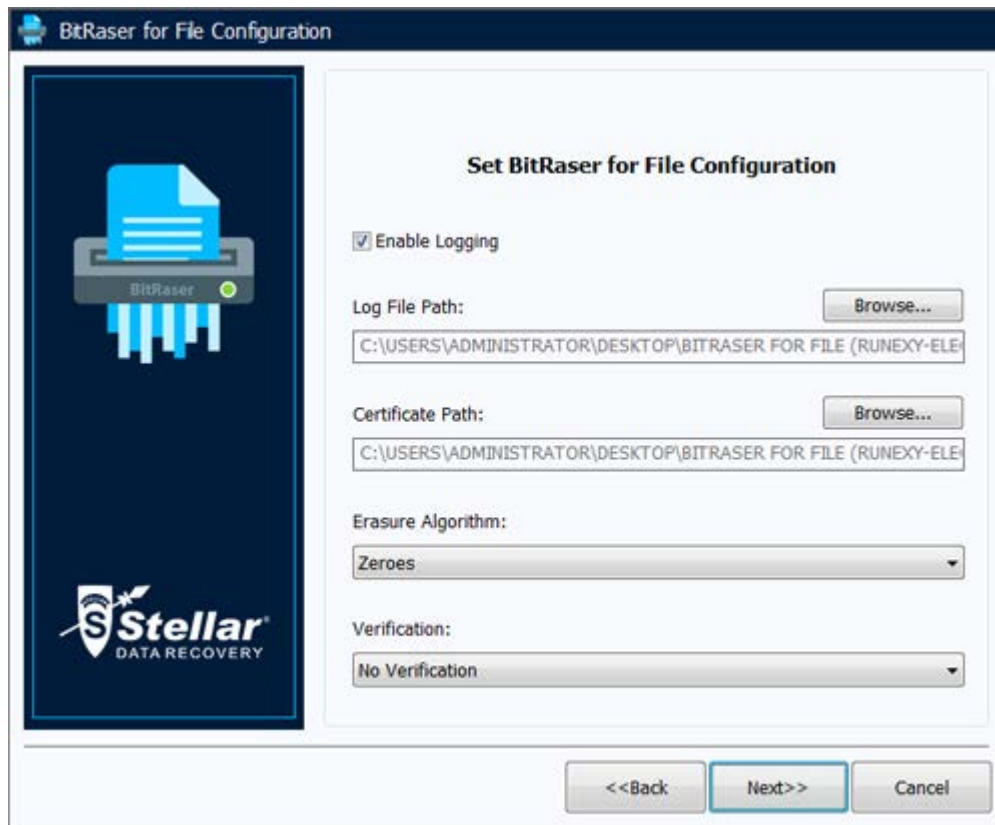 BitRaser for File Configuration
BitRaser
Set BitRaser for File Configuration
Enable Logging
Log File Path:
Browse...
C:\USERS\ADMINISTRATOR\DESKTOP\BITRASER FOR FILE (RUNEXY-ELE
Certificate Path:
Browse...
C:\USERS\ADMINISTRATOR\DESKTOP\BITRASER FOR FILE (RUNEXY-ELE
Erasure Algorithm:
Zeroes
Verification:
No Verification
S Stellar
DATA RECOVERY
<<Back
Next>>
Cancel